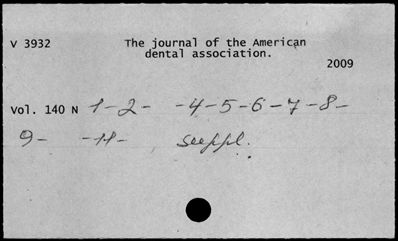 V 3932
The journal of the American
dental association.
2009
Vol. 140 N 1-2- -4-5-6-7-8-
9- -11- suppl.